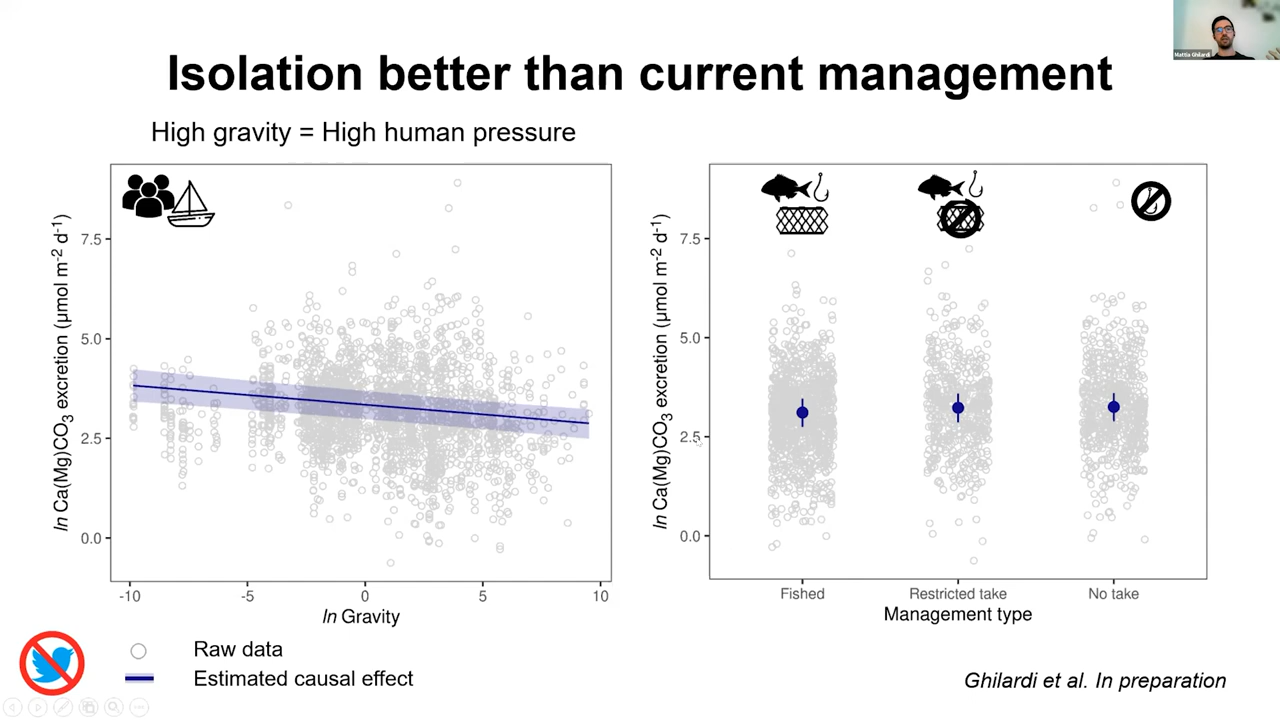 Mattia Ghilardi
Isolation better than current management
High gravity = High human pressure
ln Ca(Mg)CO3 excretion (µmol m-2 d-1)
7.5
5.0
2.5
0.0
-10
-5
0
5
10
ln Gravity
ln Ca(Mg)CO3 excretion (µmol m-2 d-1)
7.5
5.0
2.5
0.0
Fished
Restricted take
No take
Management type
Raw data
Estimated causal effect
Ghilardi et al. In preparation